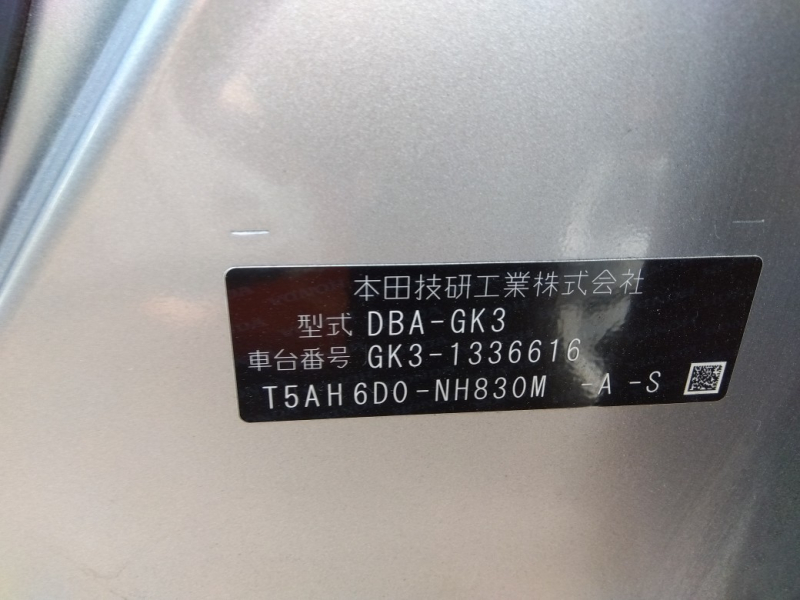 本田技研工業株式会社
型式 DBA-GK3
車台番号 GK3-1336616
T5AH6D0-NH830M -A -S